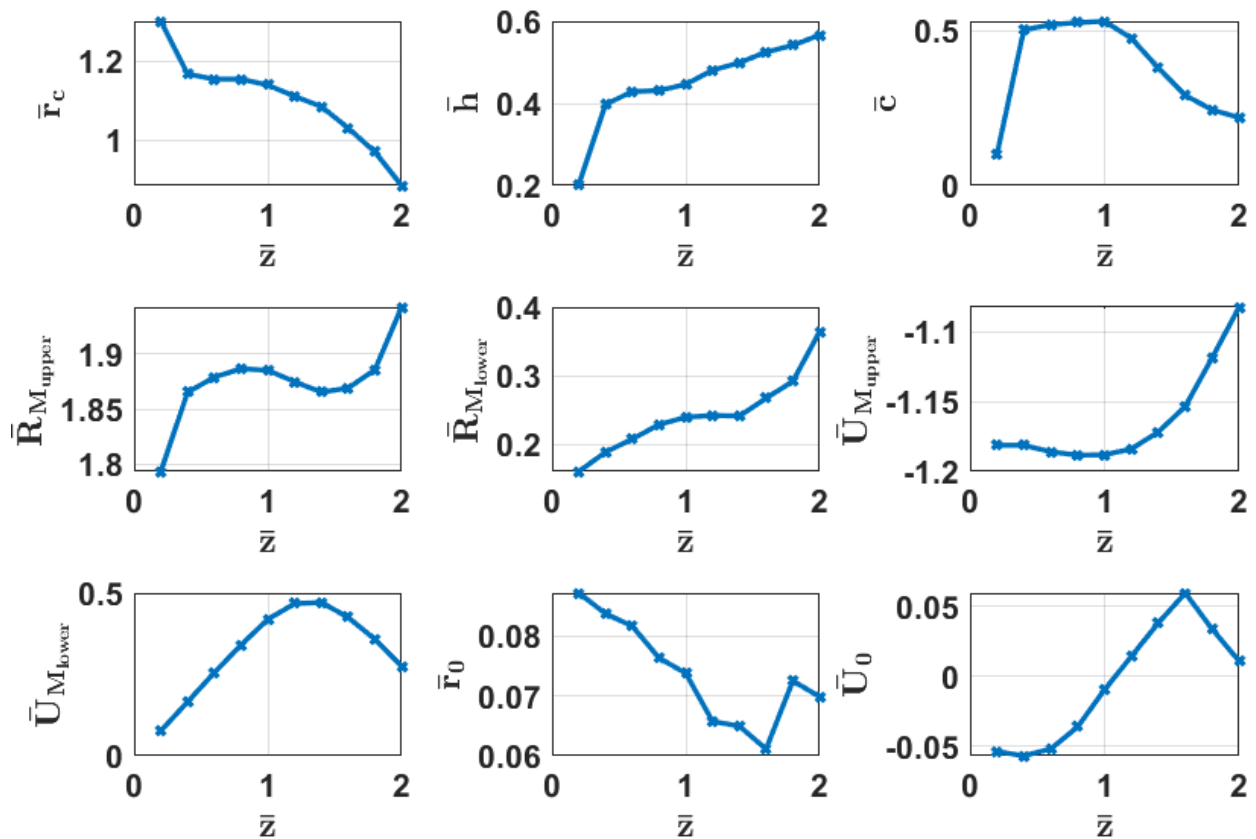 r̄c
1.2
1
0 1 2
z̄
h̄
0.6
0.4
0.2
0 1 2
z̄
c̄
0.5
0
0 1 2
z̄
R̄Mupper
1.9
1.85
1.8
0 1 2
z̄
R̄Mlower
0.4
0.3
0.2
0 1 2
z̄
ŪMupper
-1.1
-1.15
-1.2
0 1 2
z̄
ŪMlower
0.5
0
0 1 2
z̄
r̄0
0.08
0.07
0.06
0 1 2
z̄
Ū0
0.05
0
-0.05
0 1 2
z̄